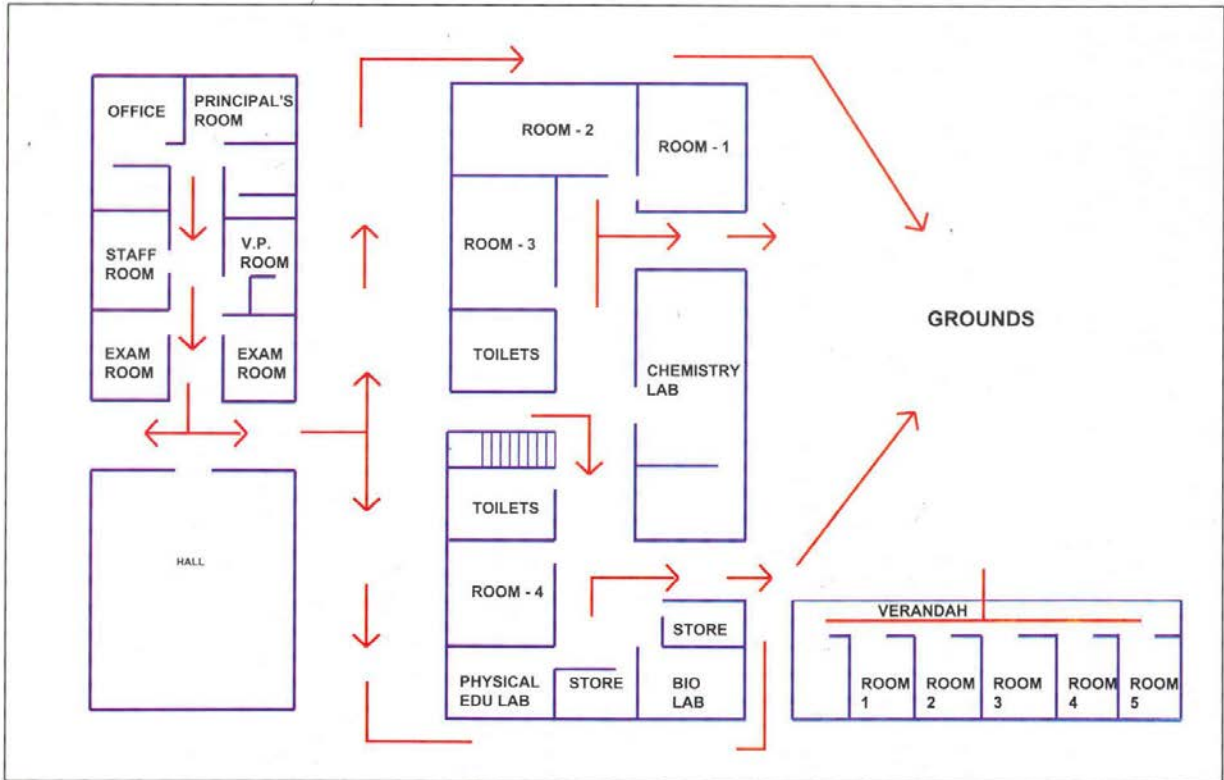 OFFICE
PRINCIPAL'S
ROOM
STAFF
ROOM
V.P.
ROOM
EXAM
ROOM
EXAM
ROOM
HALL
ROOM - 2
ROOM - 1
ROOM - 3
TOILETS
CHEMISTRY
LAB
TOILETS
ROOM - 4
STORE
PHYSICAL
EDU LAB
STORE
BIO
LAB
GROUNDS
VERANDAH
ROOM
1
ROOM
2
ROOM
3
ROOM
4
ROOM
5